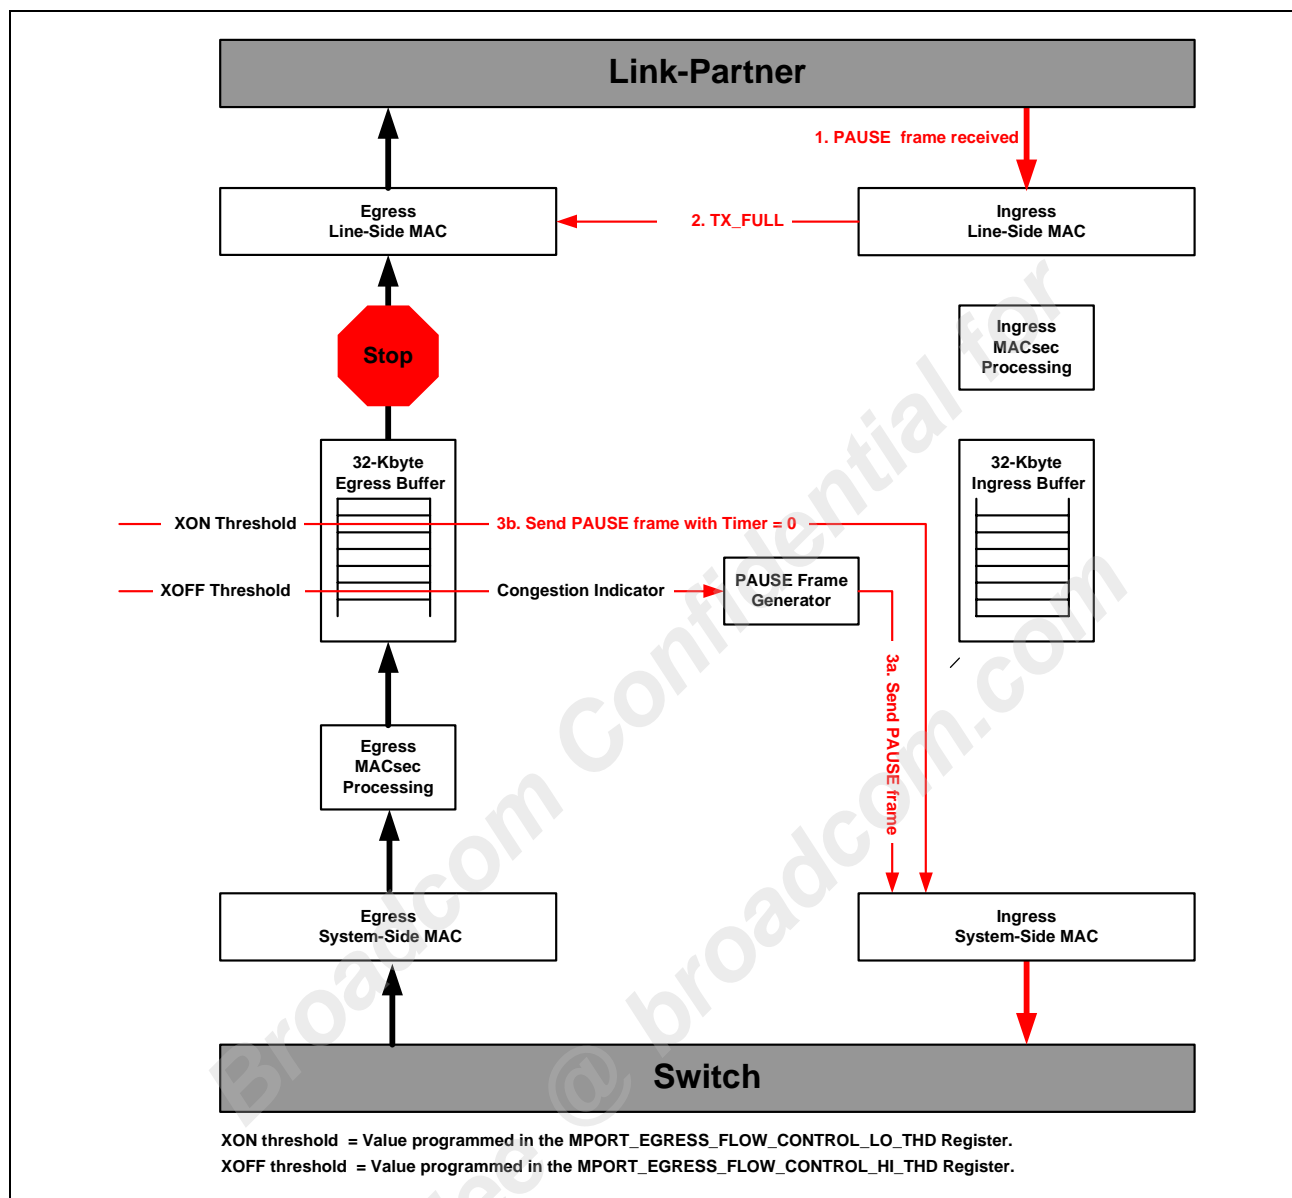 Link-Partner
1. PAUSE frame received
Egress
Line-Side MAC
2. TX_FULL
Ingress
Line-Side MAC
Stop
Ingress
MACsec
Processing
32-Kbyte
Egress Buffer
32-Kbyte
Ingress Buffer
XON Threshold
3b. Send PAUSE frame with Timer = 0
XOFF Threshold
Congestion Indicator
PAUSE Frame
Generator
3a. Send PAUSE frame
Egress
MACsec
Processing
Egress
System-Side MAC
Ingress
System-Side MAC
Switch
XON threshold = Value programmed in the MPORT_EGRESS_FLOW_CONTROL_LO_THD Register.
XOFF threshold = Value programmed in the MPORT_EGRESS_FLOW_CONTROL_HI_THD Register.
Broadcom Confidential for
@ broadcom.com